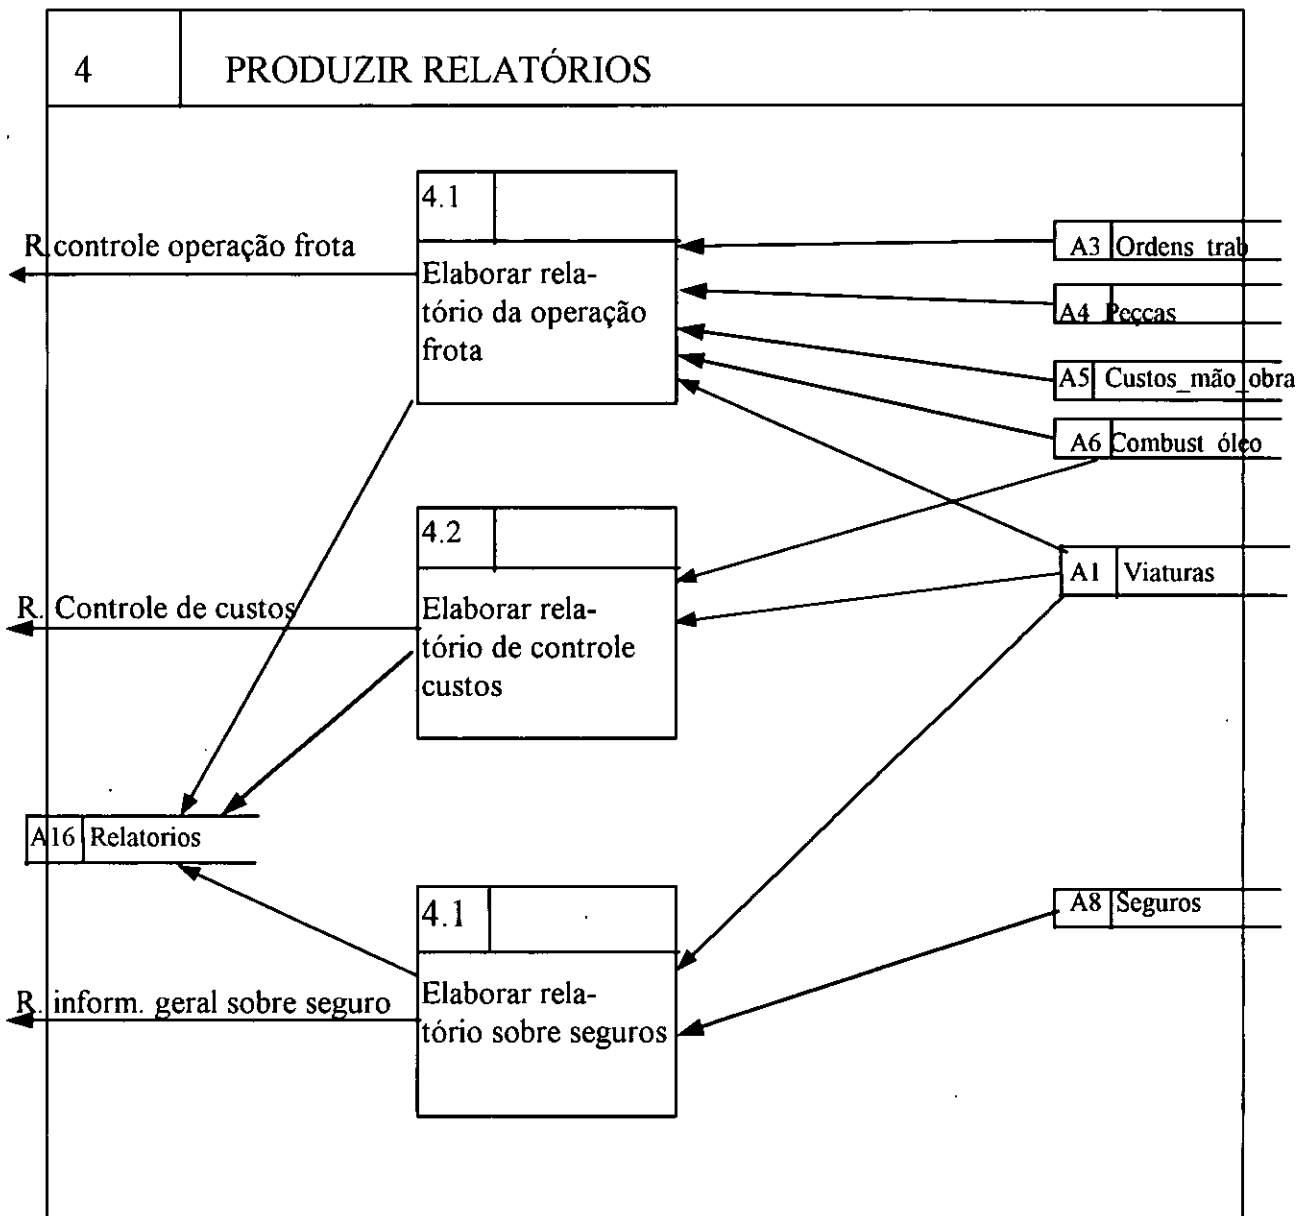 4 PRODUZIR RELATÓRIOS
4.1
R.controle operação frota
Elaborar rela-
tório da operação
frota
A3 Ordens_trab
A4 Peçcas
A5 Custos_mão_obra
A6 Combust_óleo
4.2
A1 Viaturas
R. Controle de custos
Elaborar rela-
tório de controle
custos
A16 Relatorios
4.1
A8 Seguros
R. inform. geral sobre seguro
Elaborar rela-
tório sobre seguros